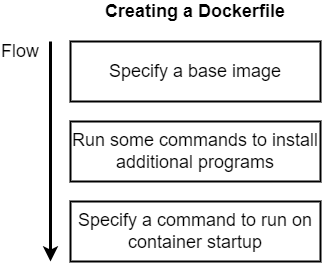 Creating a Dockerfile
Flow
Specify a base image
Run some commands to install
additional programs
Specify a command to run on
container startup